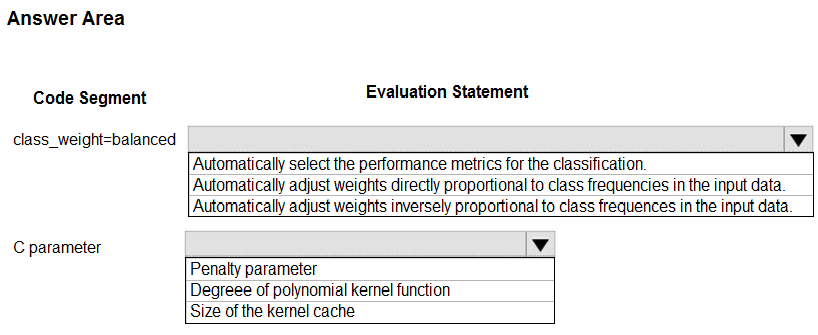 Answer Area
Code Segment
Evaluation Statement
class_weight=balanced
Automatically select the performance metrics for the classification.
Automatically adjust weights directly proportional to class frequencies in the input data.
Automatically adjust weights inversely proportional to class frequences in the input data.
C parameter
Penalty parameter
Degreee of polynomial kernel function
Size of the kernel cache